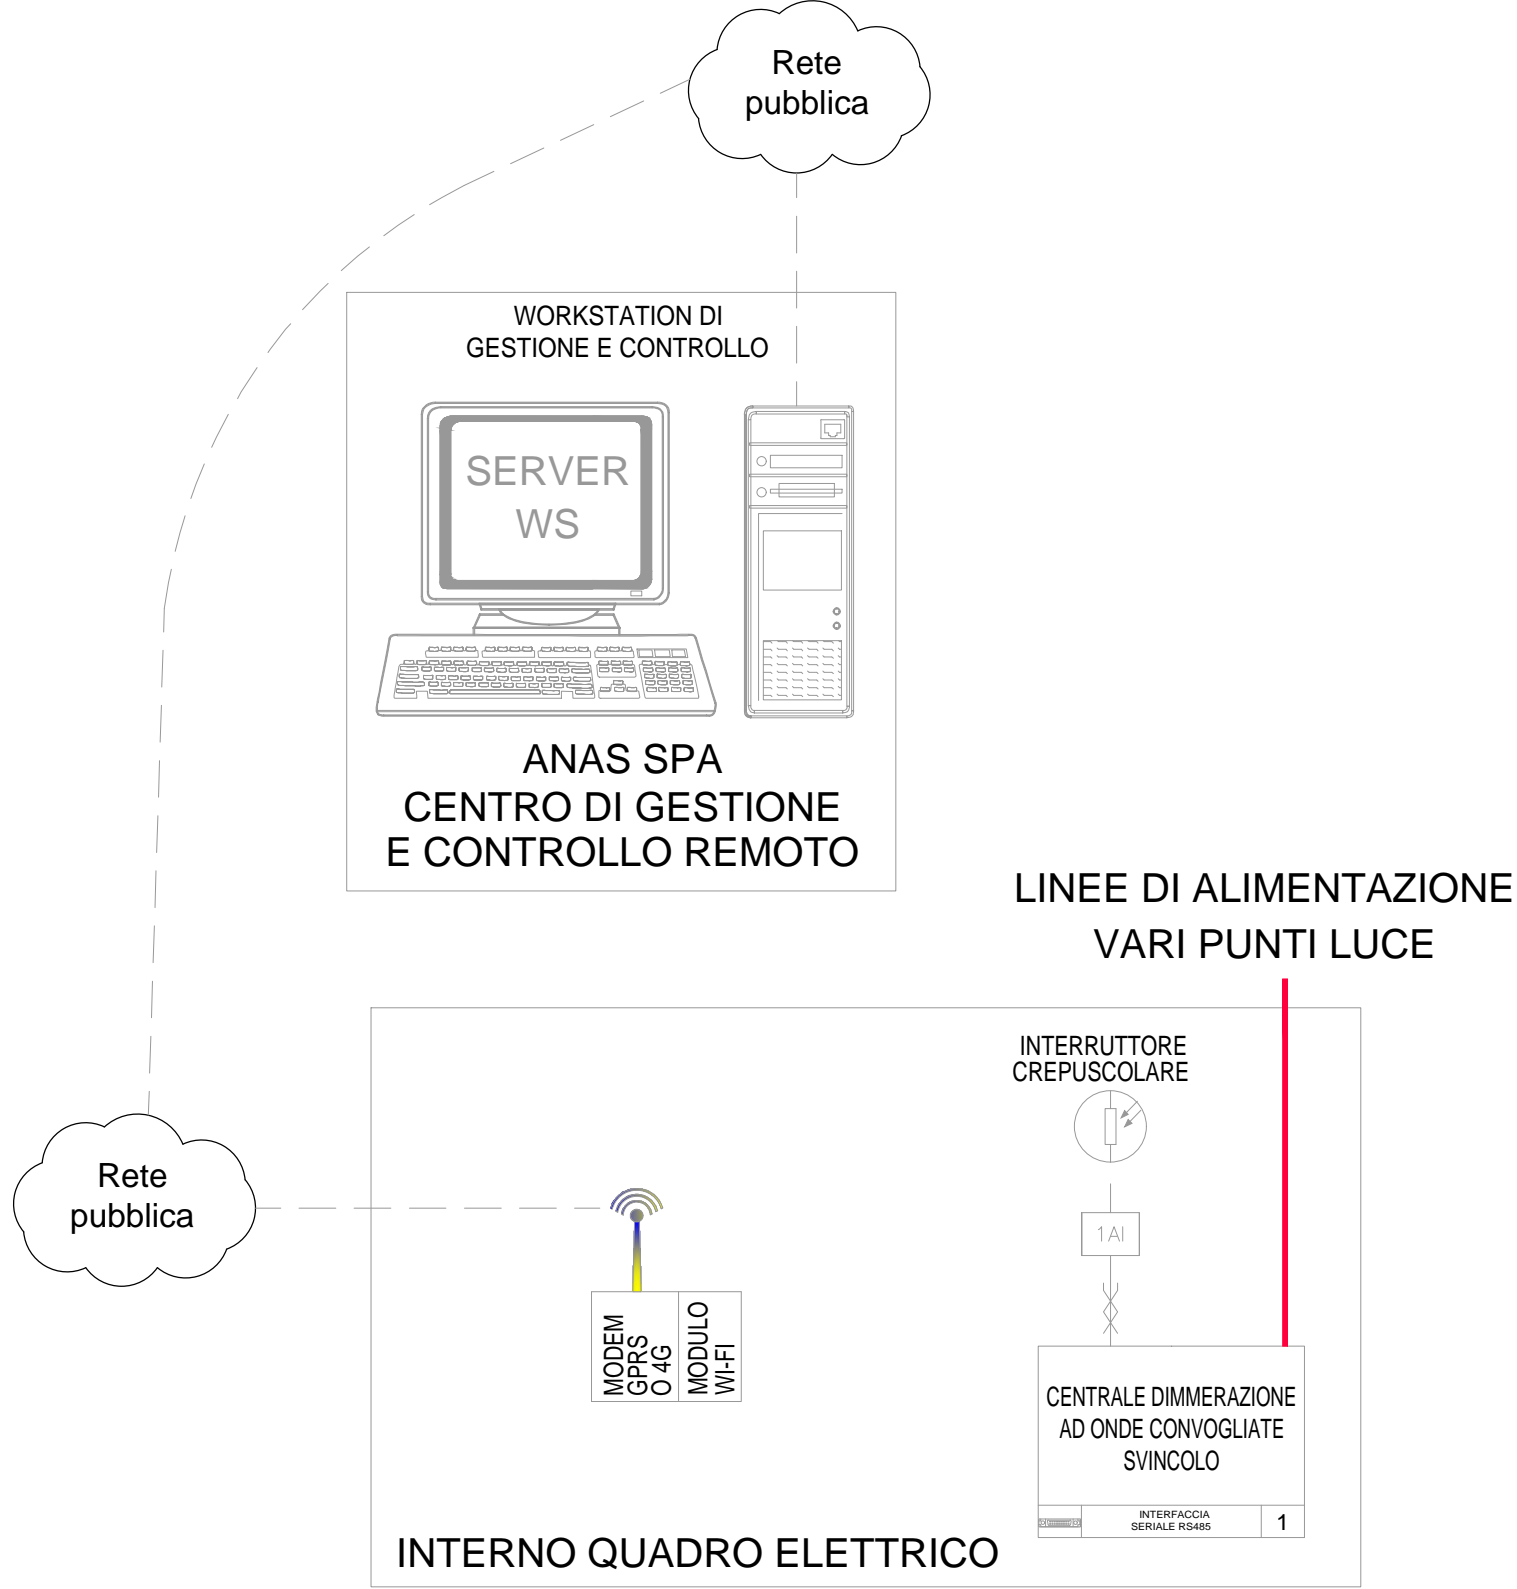 Rete
pubblica
WORKSTATION DI
GESTIONE E CONTROLLO
SERVER
WS
ANAS SPA
CENTRO DI GESTIONE
E CONTROLLO REMOTO
LINEE DI ALIMENTAZIONE
VARI PUNTI LUCE
INTERRUTTORE
CREPUSCOLARE
Rete
pubblica
1AI
MODEM
GPRS
O 4G
MODULO
WI-FI
CENTRALE DIMMERAZIONE
AD ONDE CONVOGLIATE
SVINCOLO
INTERFACCIA
SERIALE RS485
1
INTERNO QUADRO ELETTRICO